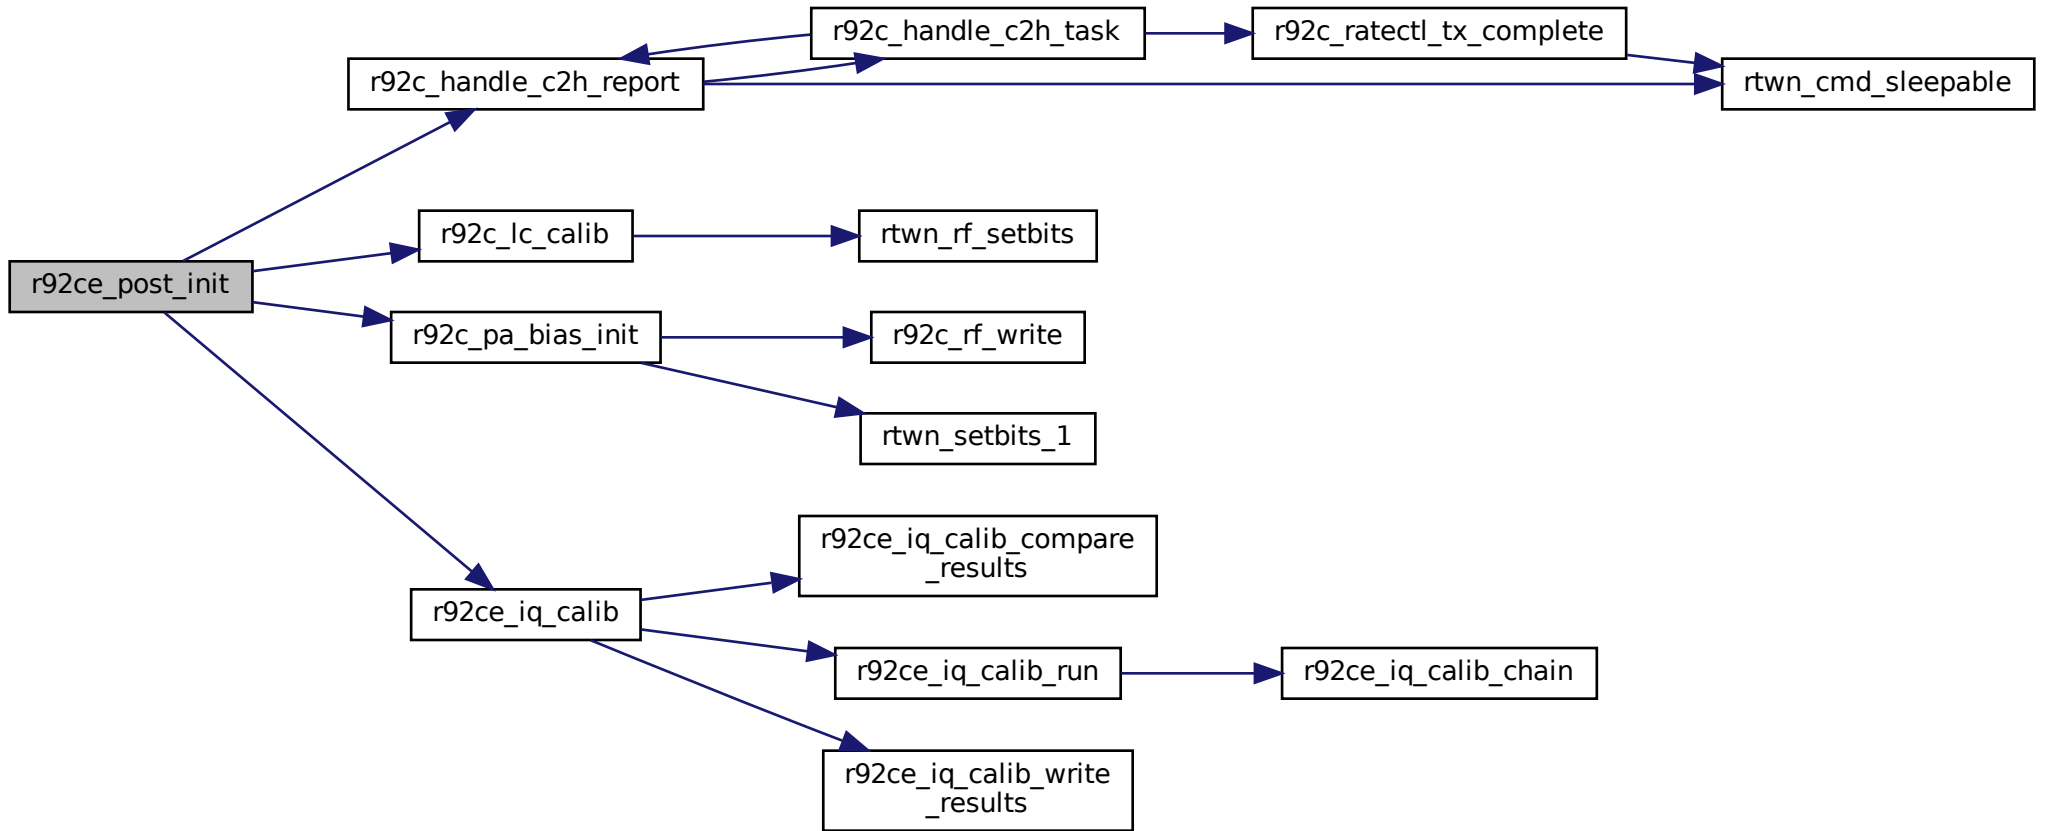 r92c_handle_c2h_task
r92c_ratectl_tx_complete
r92c_handle_c2h_report
rtwn_cmd_sleepable
r92c_lc_calib
rtwn_rf_setbits
r92ce_post_init
r92c_pa_bias_init
r92c_rf_write
rtwn_setbits_1
r92ce_iq_calib_compare
_results
r92ce_iq_calib
r92ce_iq_calib_run
r92ce_iq_calib_chain
r92ce_iq_calib_write
_results